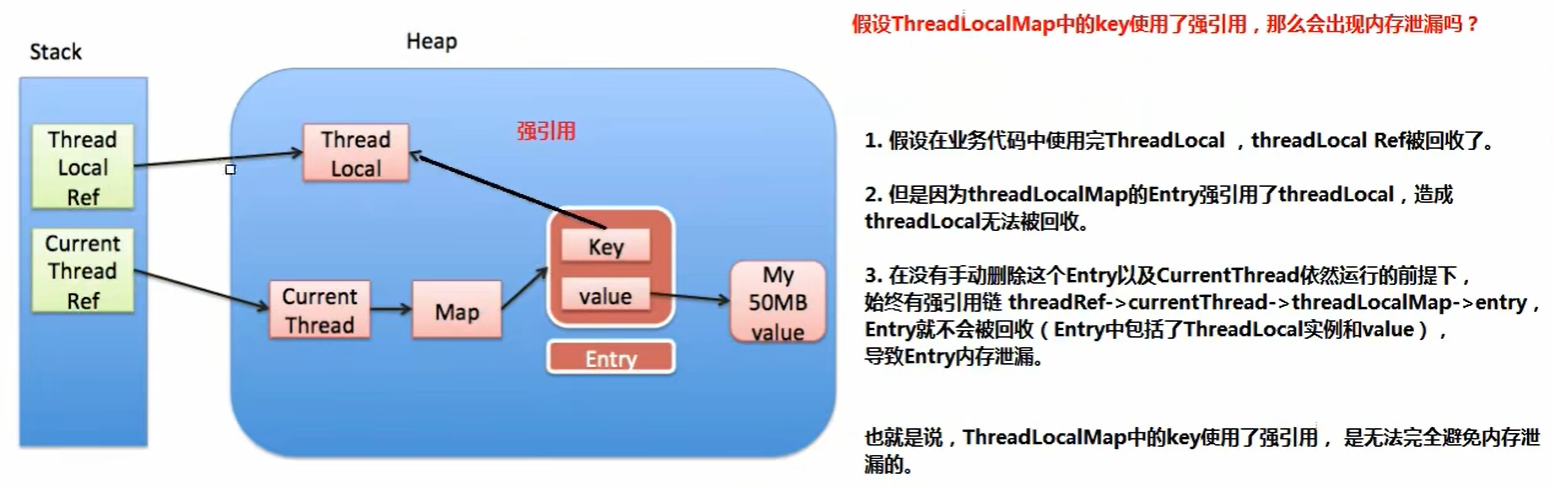 Stack
Heap
Thread
Local
Ref
Current
Thread
Ref
Thread
Local
强引用
Current
Thread
Map
Key
value
Entry
My
50MB
value
假设ThreadLocalMap中的key使用了强引用，那么会出现内存泄漏吗？
1. 假设在业务代码中使用完ThreadLocal ，threadLocal Ref被回收了。
2. 但是因为threadLocalMap的Entry强引用了threadLocal，造成
threadLocal无法被回收。
3. 在没有手动删除这个Entry以及CurrentThread依然运行的前提下，
始终有强引用链 threadRef->currentThread->threadLocalMap->entry，
Entry就不会被回收（Entry中包括了ThreadLocal实例和value），
导致Entry内存泄漏。
也就是说，ThreadLocalMap中的key使用了强引用， 是无法完全避免内存泄
漏的。